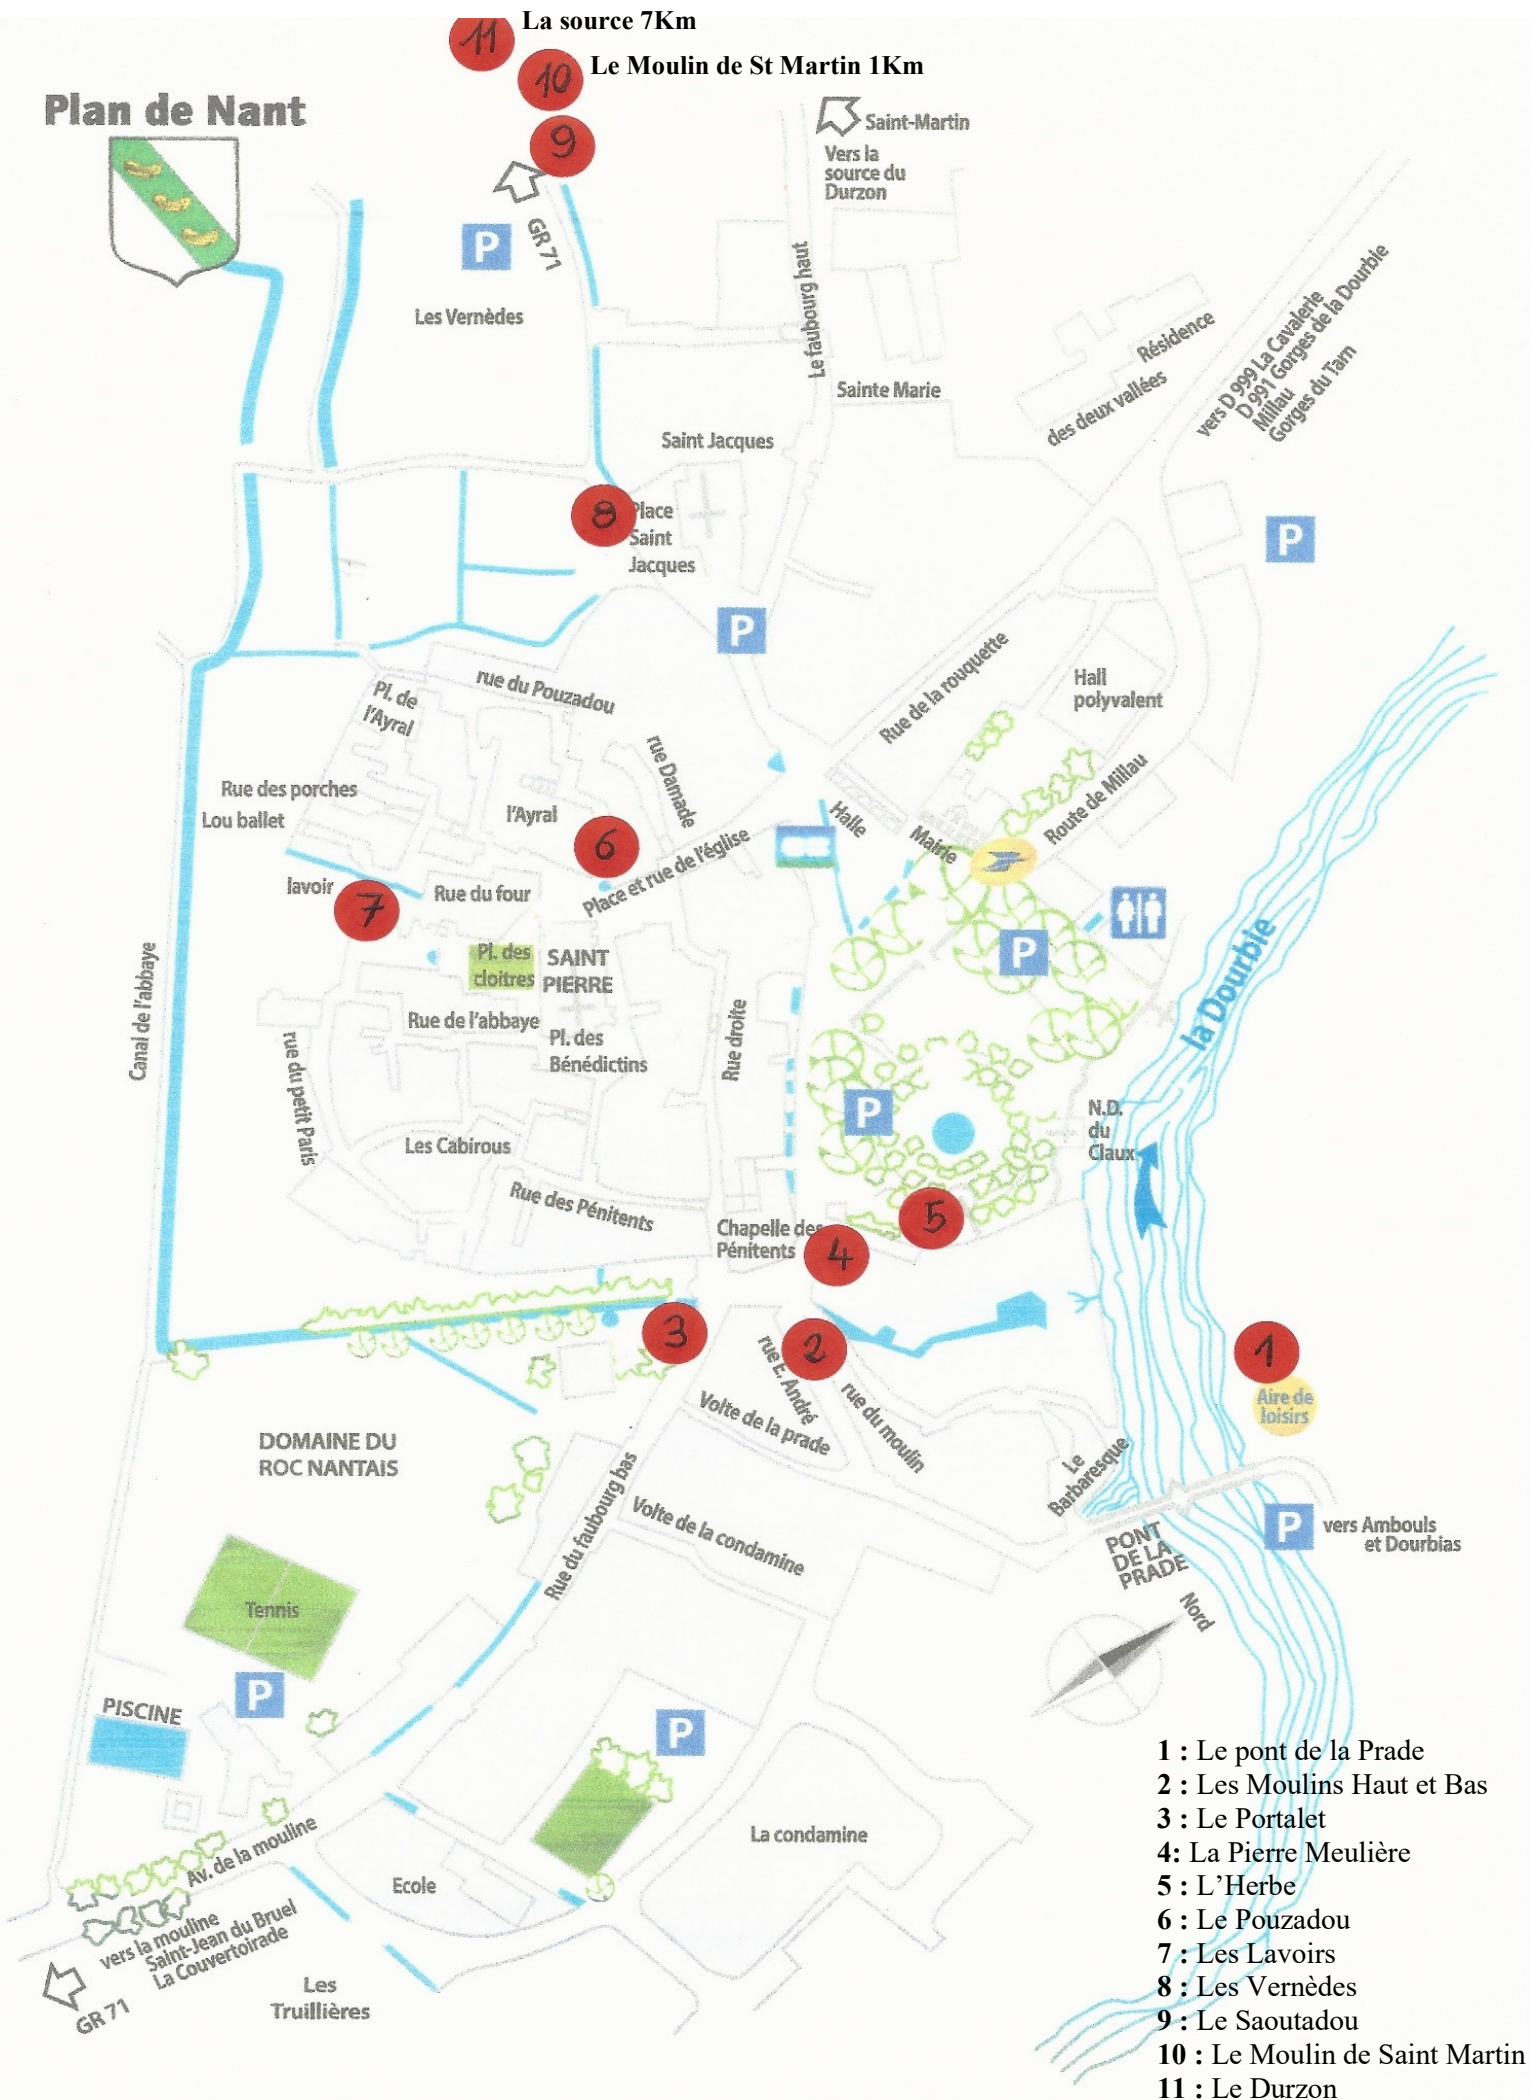 La source 7Km
11
10
Le Moulin de St Martin 1Km
Plan de Nant
9
Saint-Martin
Vers la
source du
Durzon
P
GR 71
Les Vernèdes
Le faubourg haut
Résidence
des deux vallées
vers D 999 La Cavalerie
D 991 Gorges de la Dourbie
Millau
Gorges du Tarn
Sainte Marie
Saint Jacques
8
Place
Saint
Jacques
P
P
rue du Pouzadou
Pl. de
l'Ayral
Rue de la rouquette
Hall
polyvalent
rue Damade
Rue des porches
Lou ballet
l'Ayral
6
Halle
Mairie
Route de Millau
Place et rue de l'église
lavoir
7
Rue du four
P
Pl. des
cloitres
SAINT
PIERRE
la Dourbie
Canal de l'abbaye
Rue de l'abbaye
Pl. des
Bénédictins
Rue droite
rue du petit Paris
P
N.D.
du
Claux
Les Cabirous
Rue des Pénitents
Chapelle des
Pénitents
4
5
3
2
1
Aire de
loisirs
rue E. André
rue du moulin
Volte de la prade
DOMAINE DU
ROC NANTAIS
Le
Barbaresque
Rue du faubourg bas
Volte de la condamine
PONT
DE LA
PRADE
P
vers Ambouls
et Dourbias
Tennis
Nord
P
PISCINE
P
La condamine
Av. de la mouline
Ecole
vers la mouline
Saint-Jean du Bruel
La Couvertoirade
GR 71
Les
Truillières
1 : Le pont de la Prade
2 : Les Moulins Haut et Bas
3 : Le Portalet
4: La Pierre Meulière
5 : L'Herbe
6 : Le Pouzadou
7 : Les Lavoirs
8 : Les Vernèdes
9 : Le Saoutadou
10 : Le Moulin de Saint Martin
11 : Le Durzon